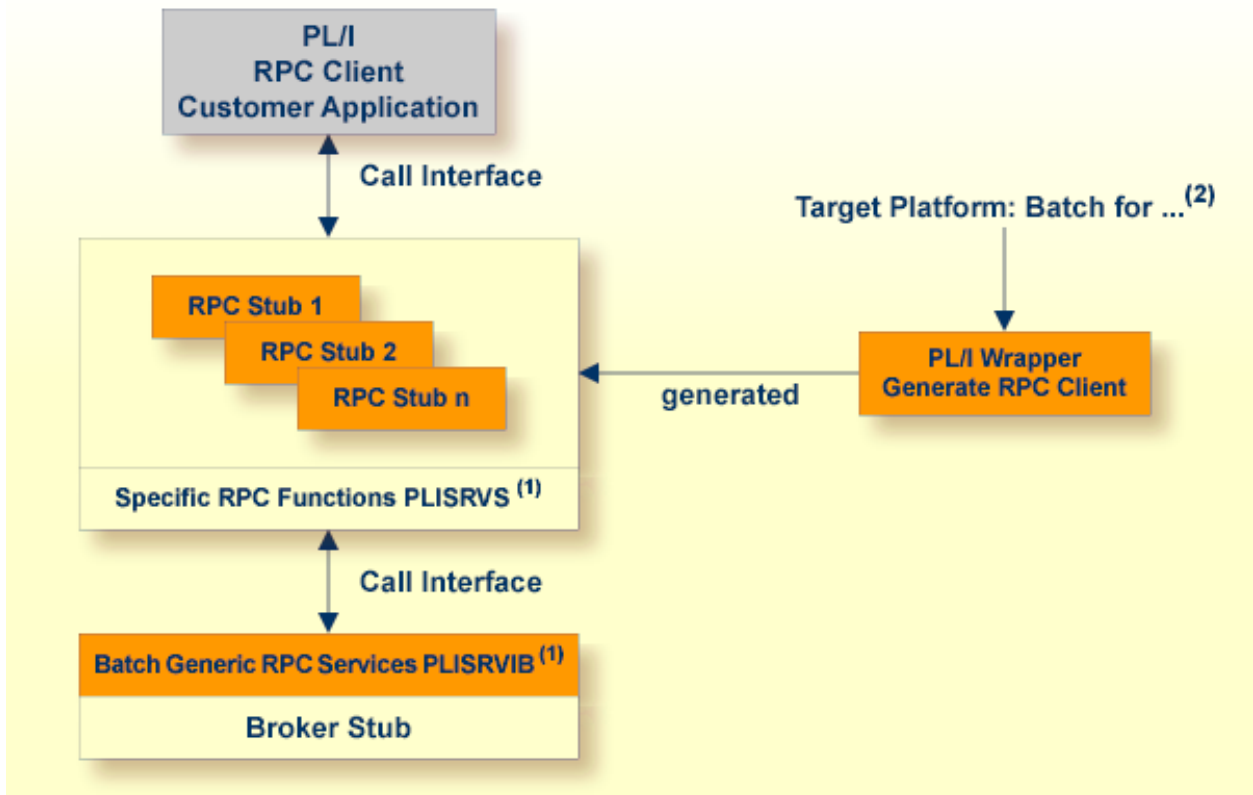 PL/I
RPC Client
Customer Application
Call Interface
Target Platform: Batch for ...(2)
RPC Stub 1
RPC Stub 2
RPC Stub n
PL/I Wrapper
Generate RPC Client
generated
Specific RPC Functions PLISRVS (1)
Call Interface
Batch Generic RPC Services PLISRVIB (1)
Broker Stub